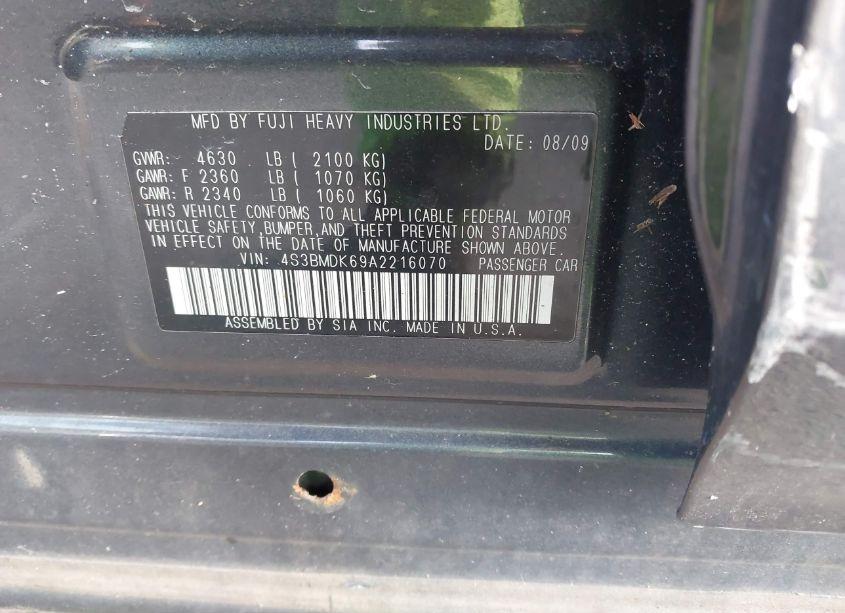 MFD BY FUJI HEAVY INDUSTRIES LTD.
DATE: 08/09
GVWR: 4630 LB ( 2100 KG)
GAWR: F 2360 LB ( 1070 KG)
GAWR: R 2340 LB ( 1060 KG)
THIS VEHICLE CONFORMS TO ALL APPLICABLE FEDERAL MOTOR
VEHICLE SAFETY,BUMPER,AND THEFT PREVENTION STANDARDS
IN EFFECT ON THE DATE OF MANUFACTURE SHOWN ABOVE.
VIN: 4S3BMDK69A2216070 PASSENGER CAR
ASSEMBLED BY SIA INC. MADE IN U.S.A.